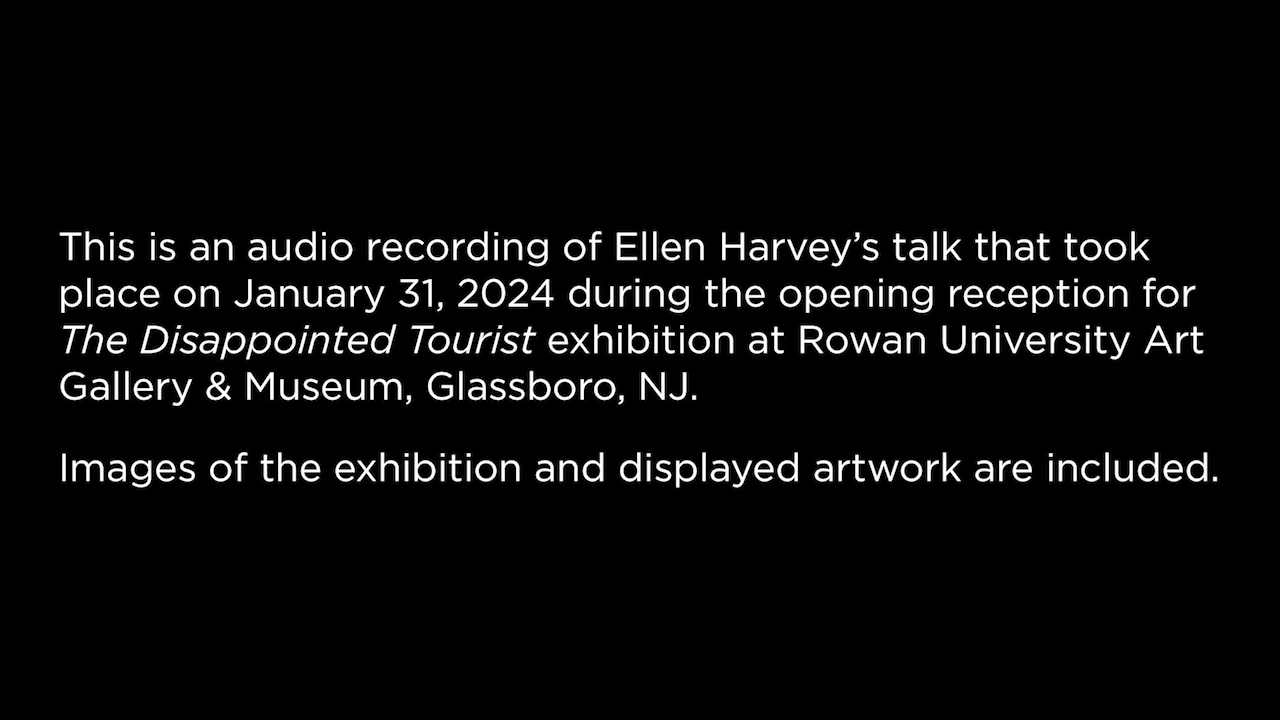 This is an audio recording of Ellen Harvey’s talk that took
place on January 31, 2024 during the opening reception for
The Disappointed Tourist exhibition at Rowan University Art
Gallery & Museum, Glassboro, NJ.
Images of the exhibition and displayed artwork are included.